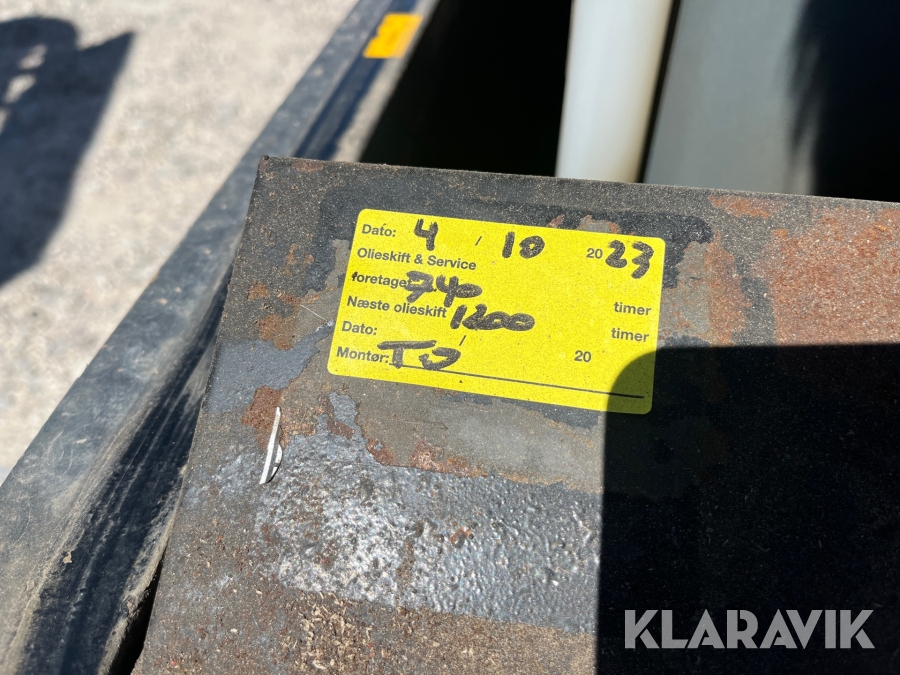 Dato: 4 / 10 2023
Olieskift & Service
foretaget 740 timer
Næste olieskift 1200 timer
Dato: / 20
Montør: TJ
KLARAVIK